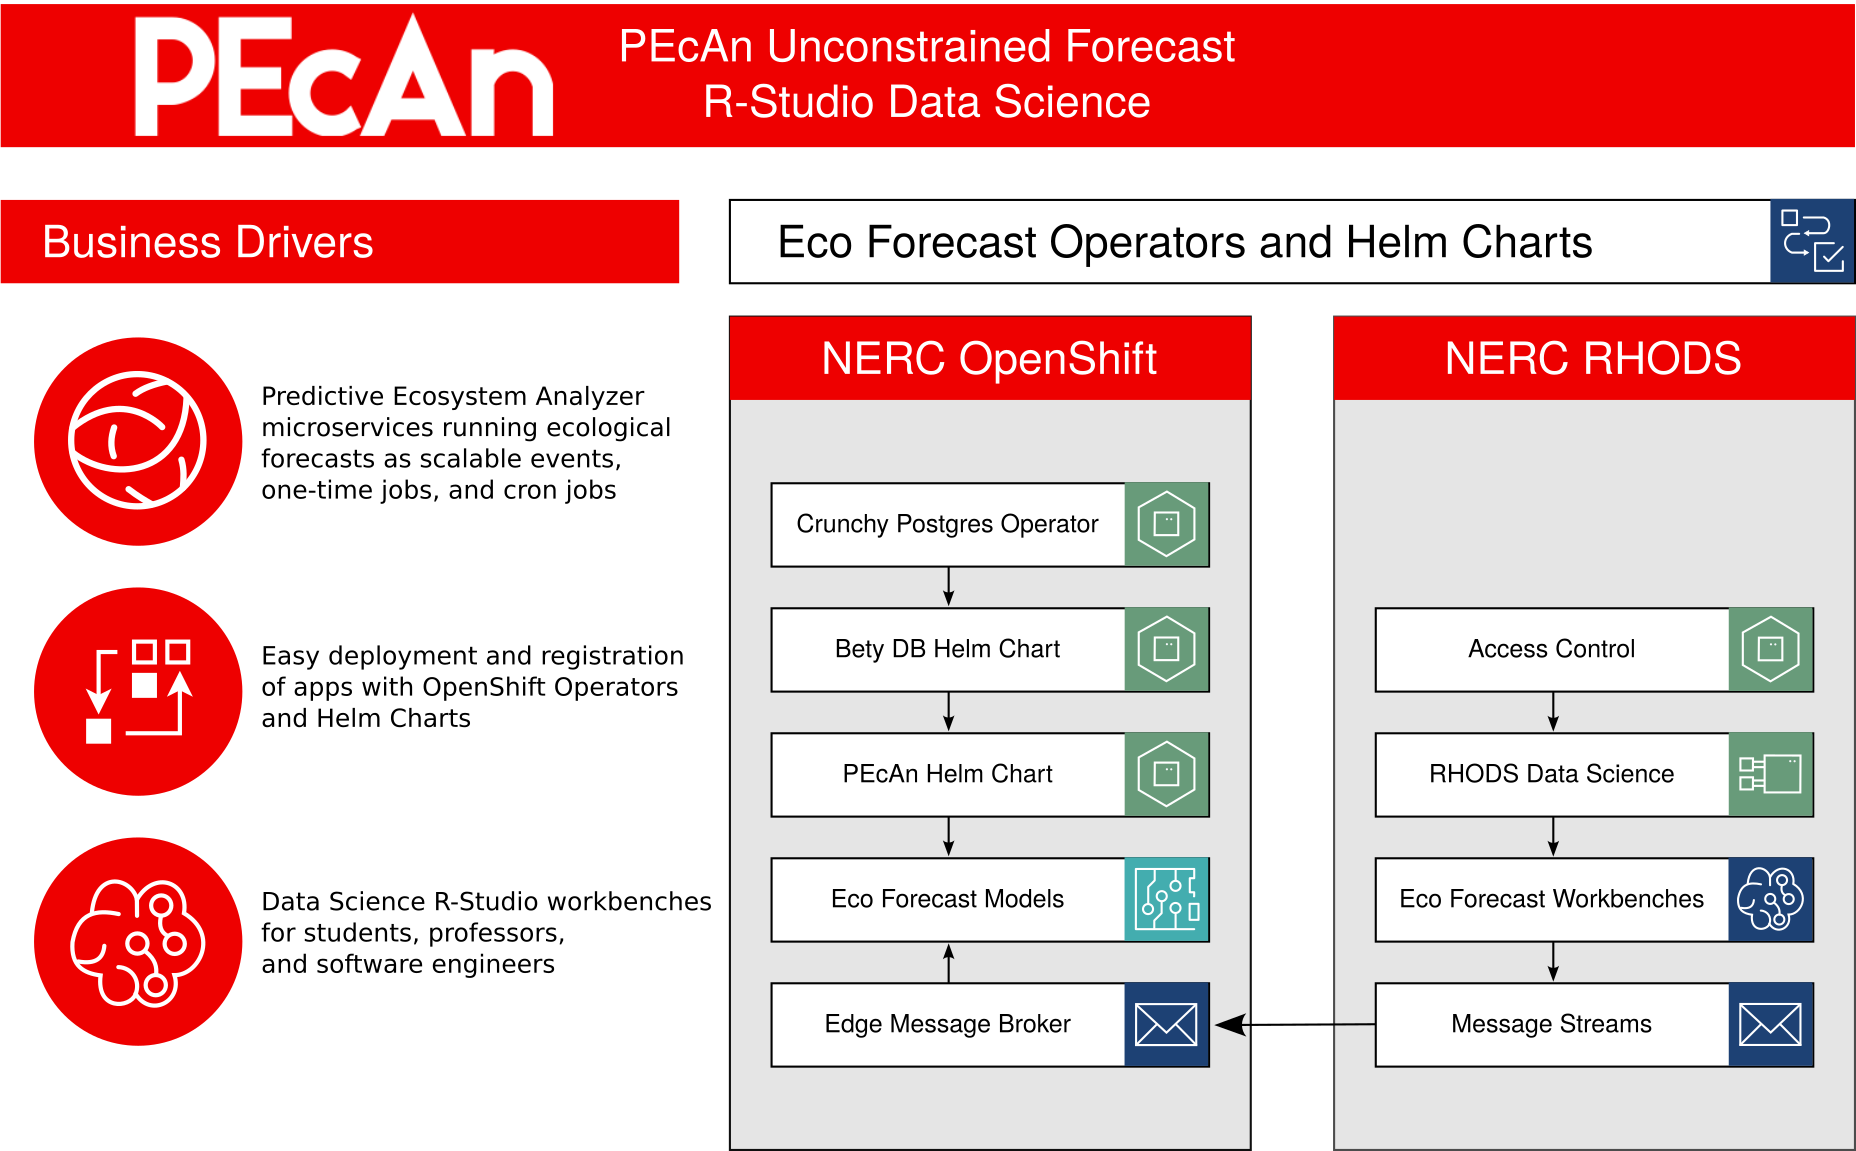 PEcAn
PEcAn Unconstrained Forecast
R-Studio Data Science
Business Drivers
Predictive Ecosystem Analyzer
microservices running ecological
forecasts as scalable events,
one-time jobs, and cron jobs
Easy deployment and registration
of apps with OpenShift Operators
and Helm Charts
Data Science R-Studio workbenches
for students, professors,
and software engineers
Eco Forecast Operators and Helm Charts
NERC OpenShift
Crunchy Postgres Operator
Bety DB Helm Chart
PEcAn Helm Chart
Eco Forecast Models
Edge Message Broker
NERC RHODS
Access Control
RHODS Data Science
Eco Forecast Workbenches
Message Streams